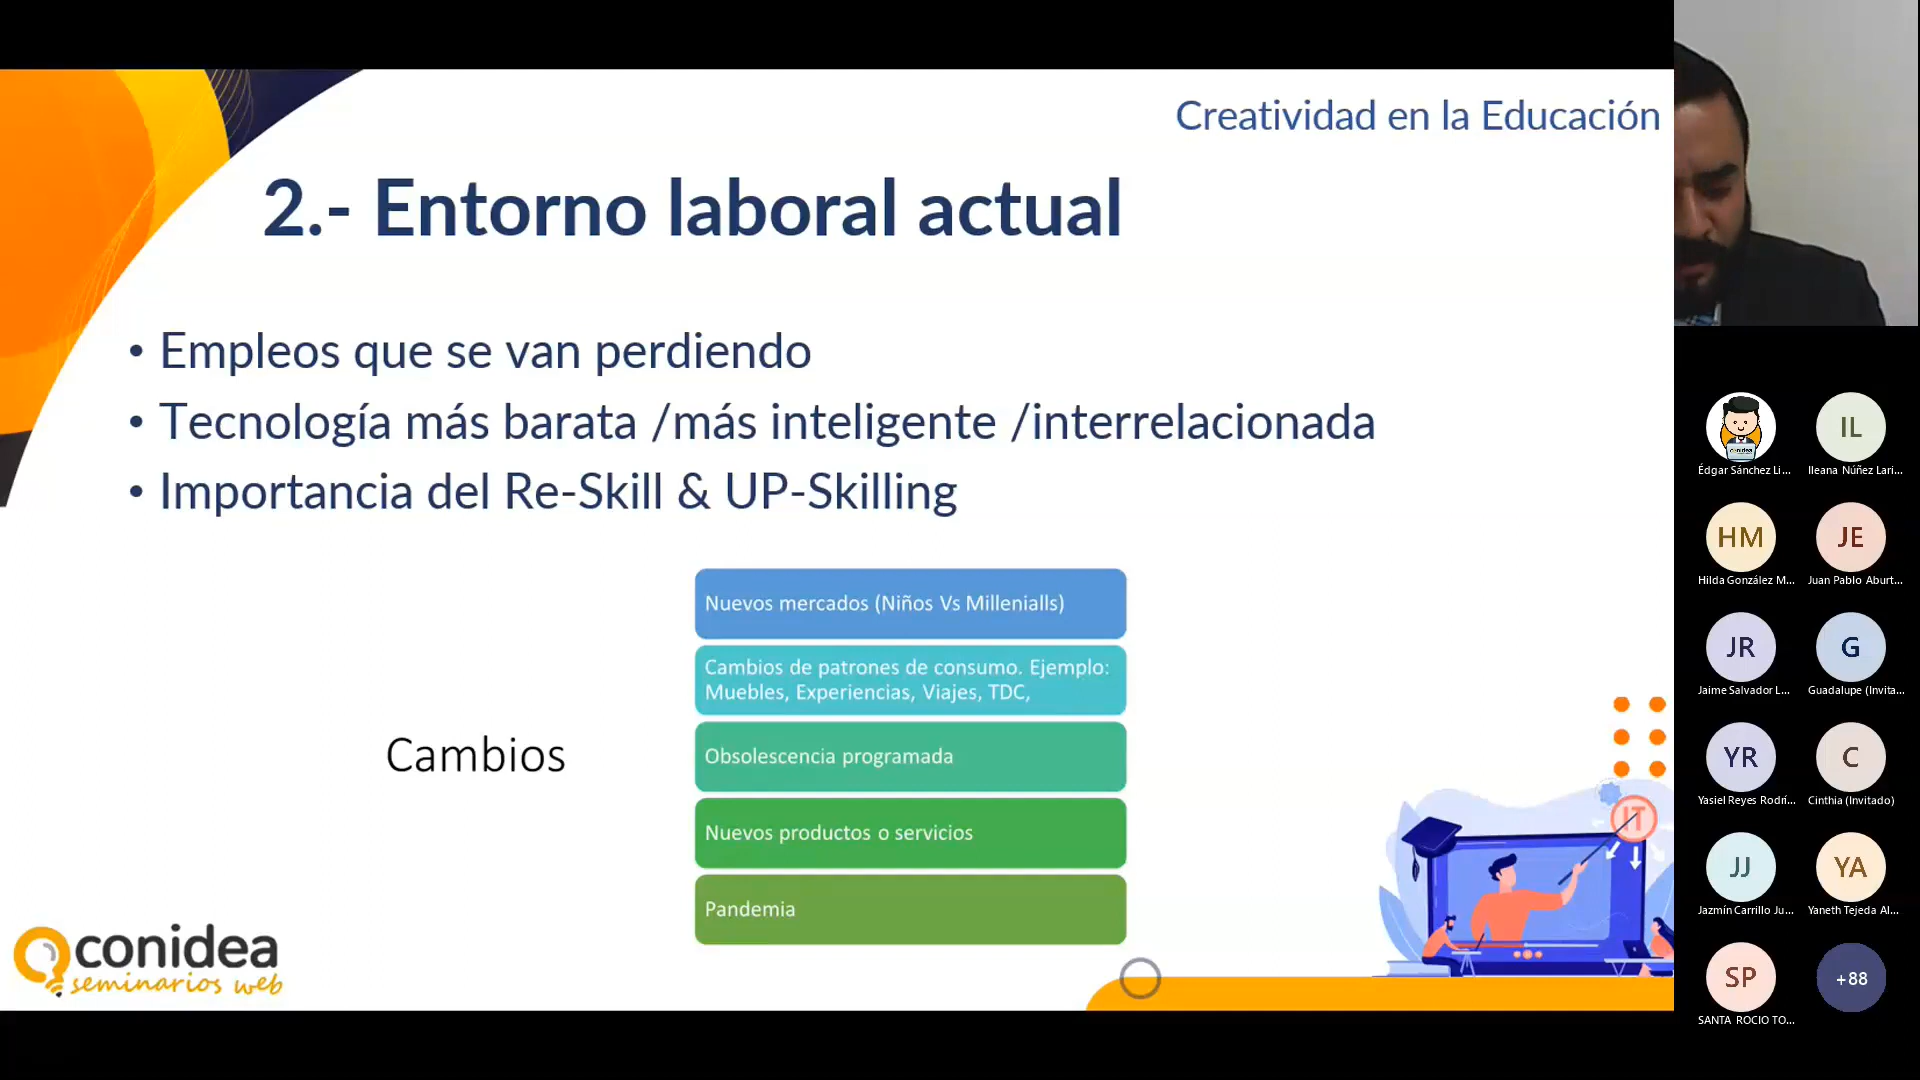 Creatividad en la Educación
2.- Entorno laboral actual
• Empleos que se van perdiendo
• Tecnología más barata /más inteligente /interrelacionada
• Importancia del Re-Skill & UP-Skilling
Cambios
Nuevos mercados (Niños Vs Millenialls)
Cambios de patrones de consumo. Ejemplo:
Muebles, Experiencias, Viajes, TDC,
Obsolescencia programada
Nuevos productos o servicios
Pandemia
IT
conidea
seminarios web
conidea
Édgar Sánchez Li...
IL
Ileana Núñez Lari...
HM
Hilda González M...
JE
Juan Pablo Aburt...
JR
Jaime Salvador L...
G
Guadalupe (Invita...
YR
Yasiel Reyes Rodrí...
C
Cinthia (Invitado)
JJ
Jazmín Carrillo Ju...
YA
Yaneth Tejeda Al...
SP
SANTA ROCIO TO...
+88